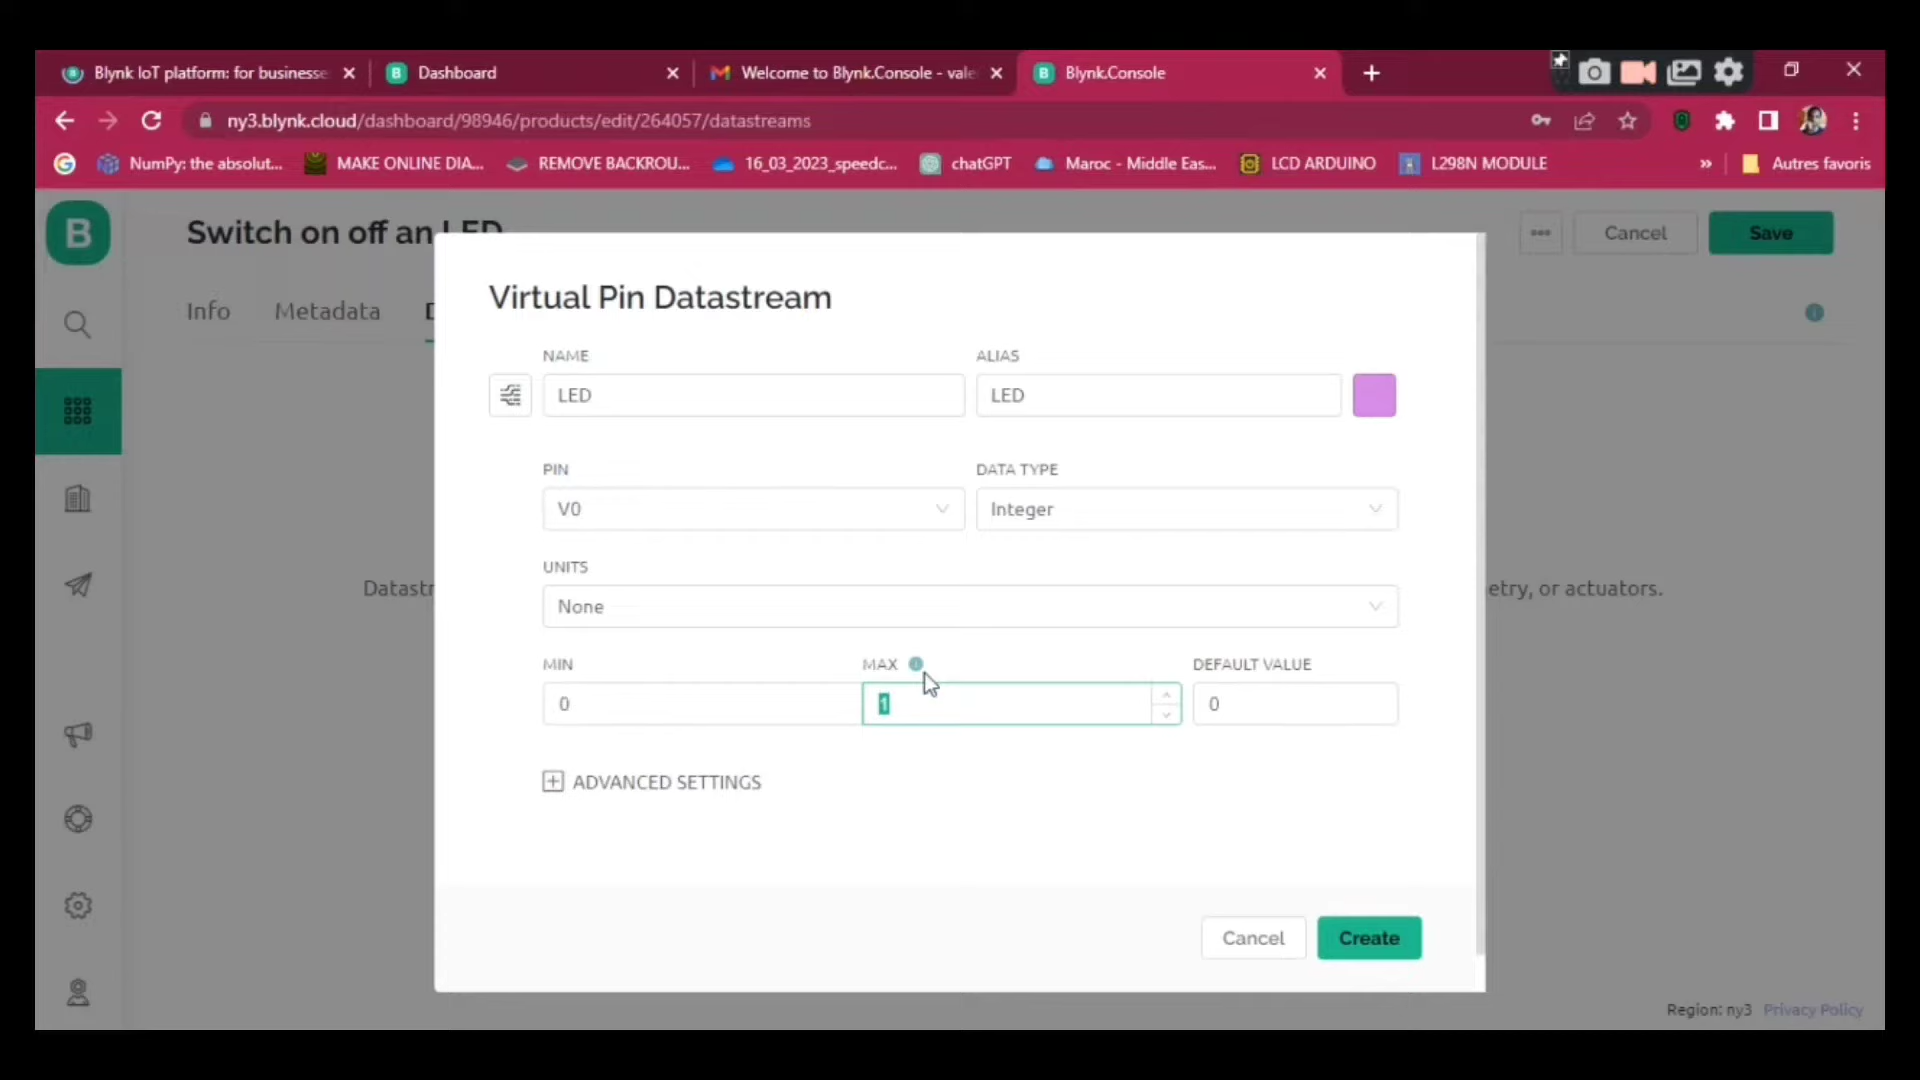 Blynk IoT platform: for businesse
Dashboard
Welcome to Blynk.Console - vale
Blynk.Console
ny3.blynk.cloud/dashboard/98946/products/edit/264057/datastreams
NumPy: the absolut...
MAKE ONLINE DIA...
REMOVE BACKROU...
16_03_2023_speedc...
chatGPT
Maroc - Middle Eas...
LCD ARDUINO
L298N MODULE
»
Autres favoris
B
Switch on off an LED
Cancel
Save
Info
Metadata
Virtual Pin Datastream
NAME
ALIAS
LED
LED
PIN
DATA TYPE
V0
Integer
UNITS
None
Datastr
etry, or actuators.
MIN
MAX
DEFAULT VALUE
0
1
0
ADVANCED SETTINGS
Cancel
Create
Region: ny3
Privacy Policy